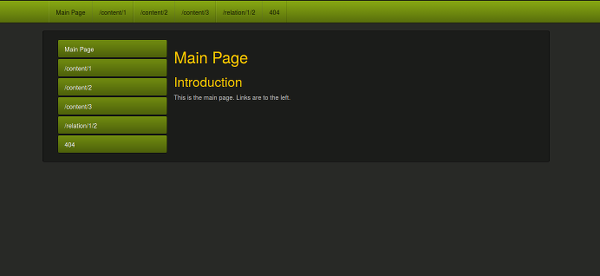 Main Page /content/1 /content/2 /content/3 /relation/1/2 404
Main Page
/content/1
/content/2
/content/3
/relation/1/2
404
Main Page
Introduction
This is the main page. Links are to the left.